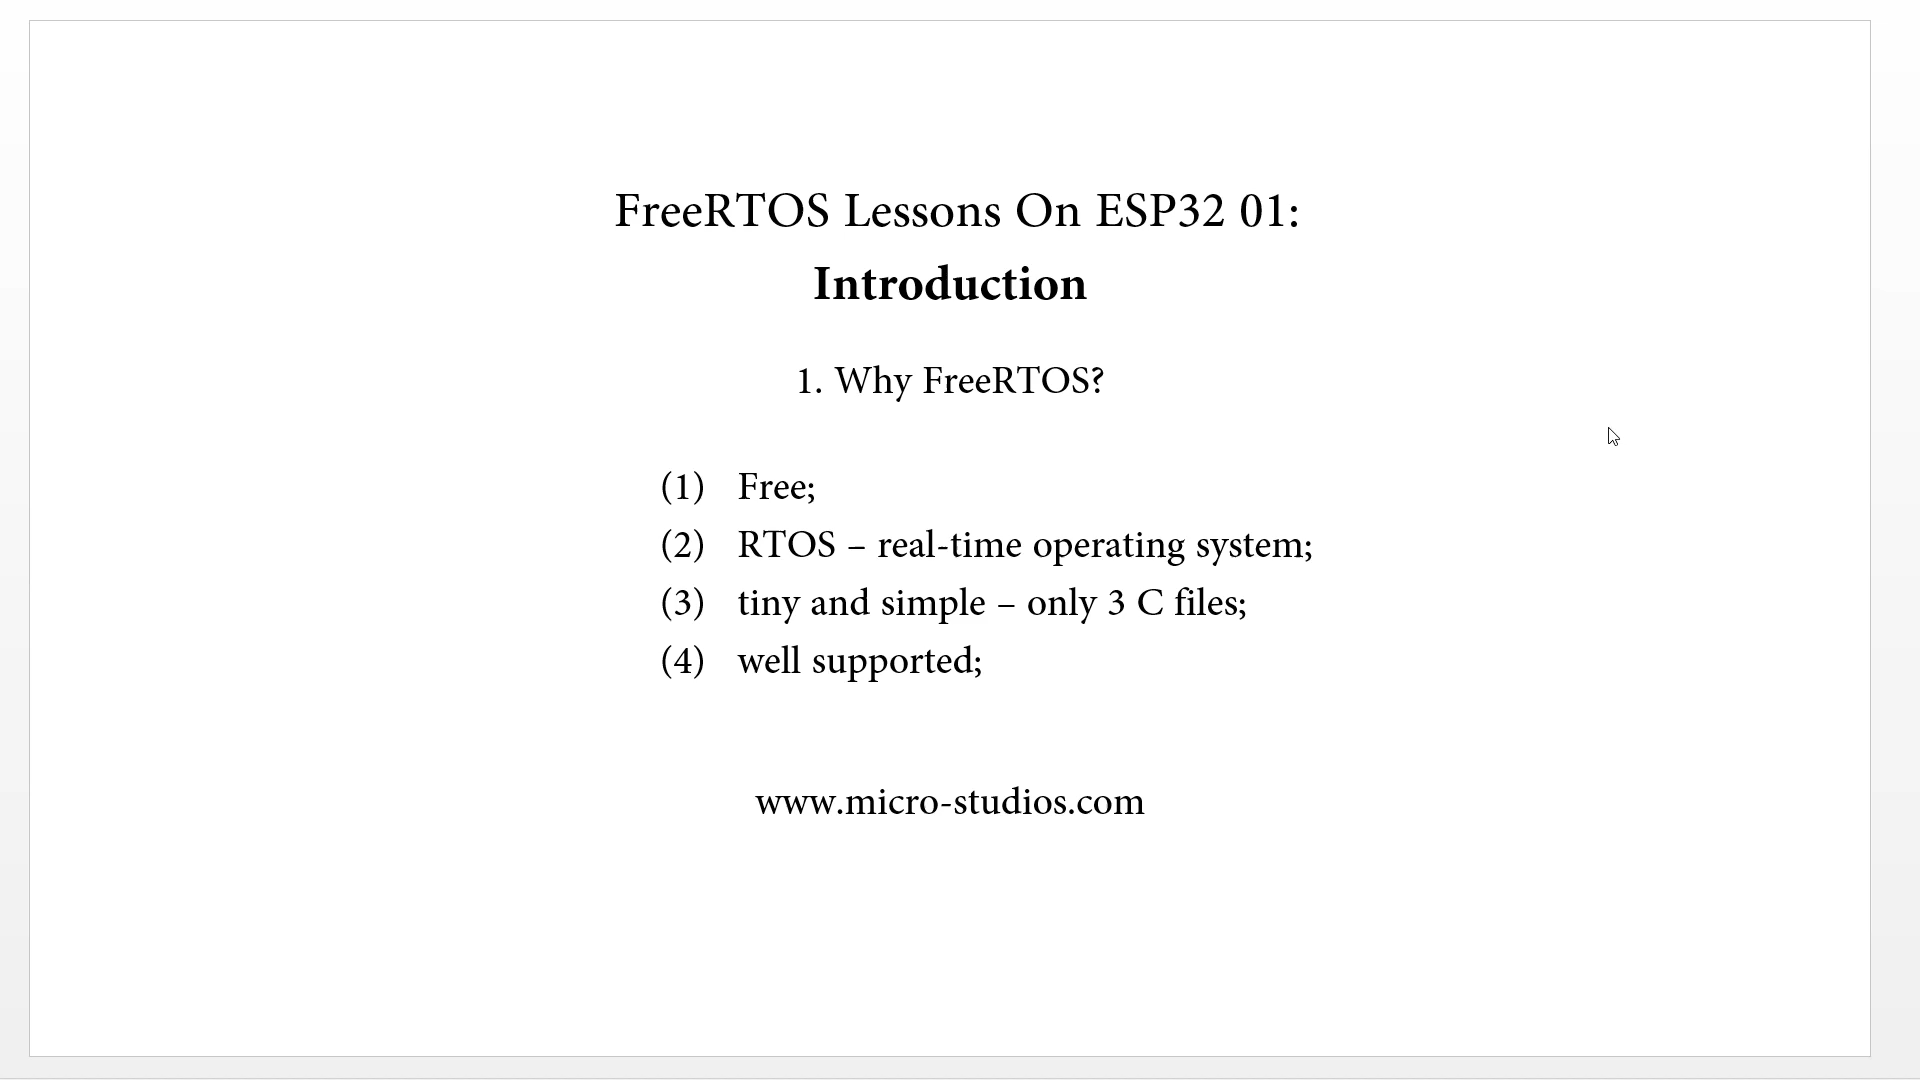 FreeRTOS Lessons On ESP32 01:
Introduction
1. Why FreeRTOS?
(1) Free;
(2) RTOS – real-time operating system;
(3) tiny and simple – only 3 C files;
(4) well supported;
www.micro-studios.com